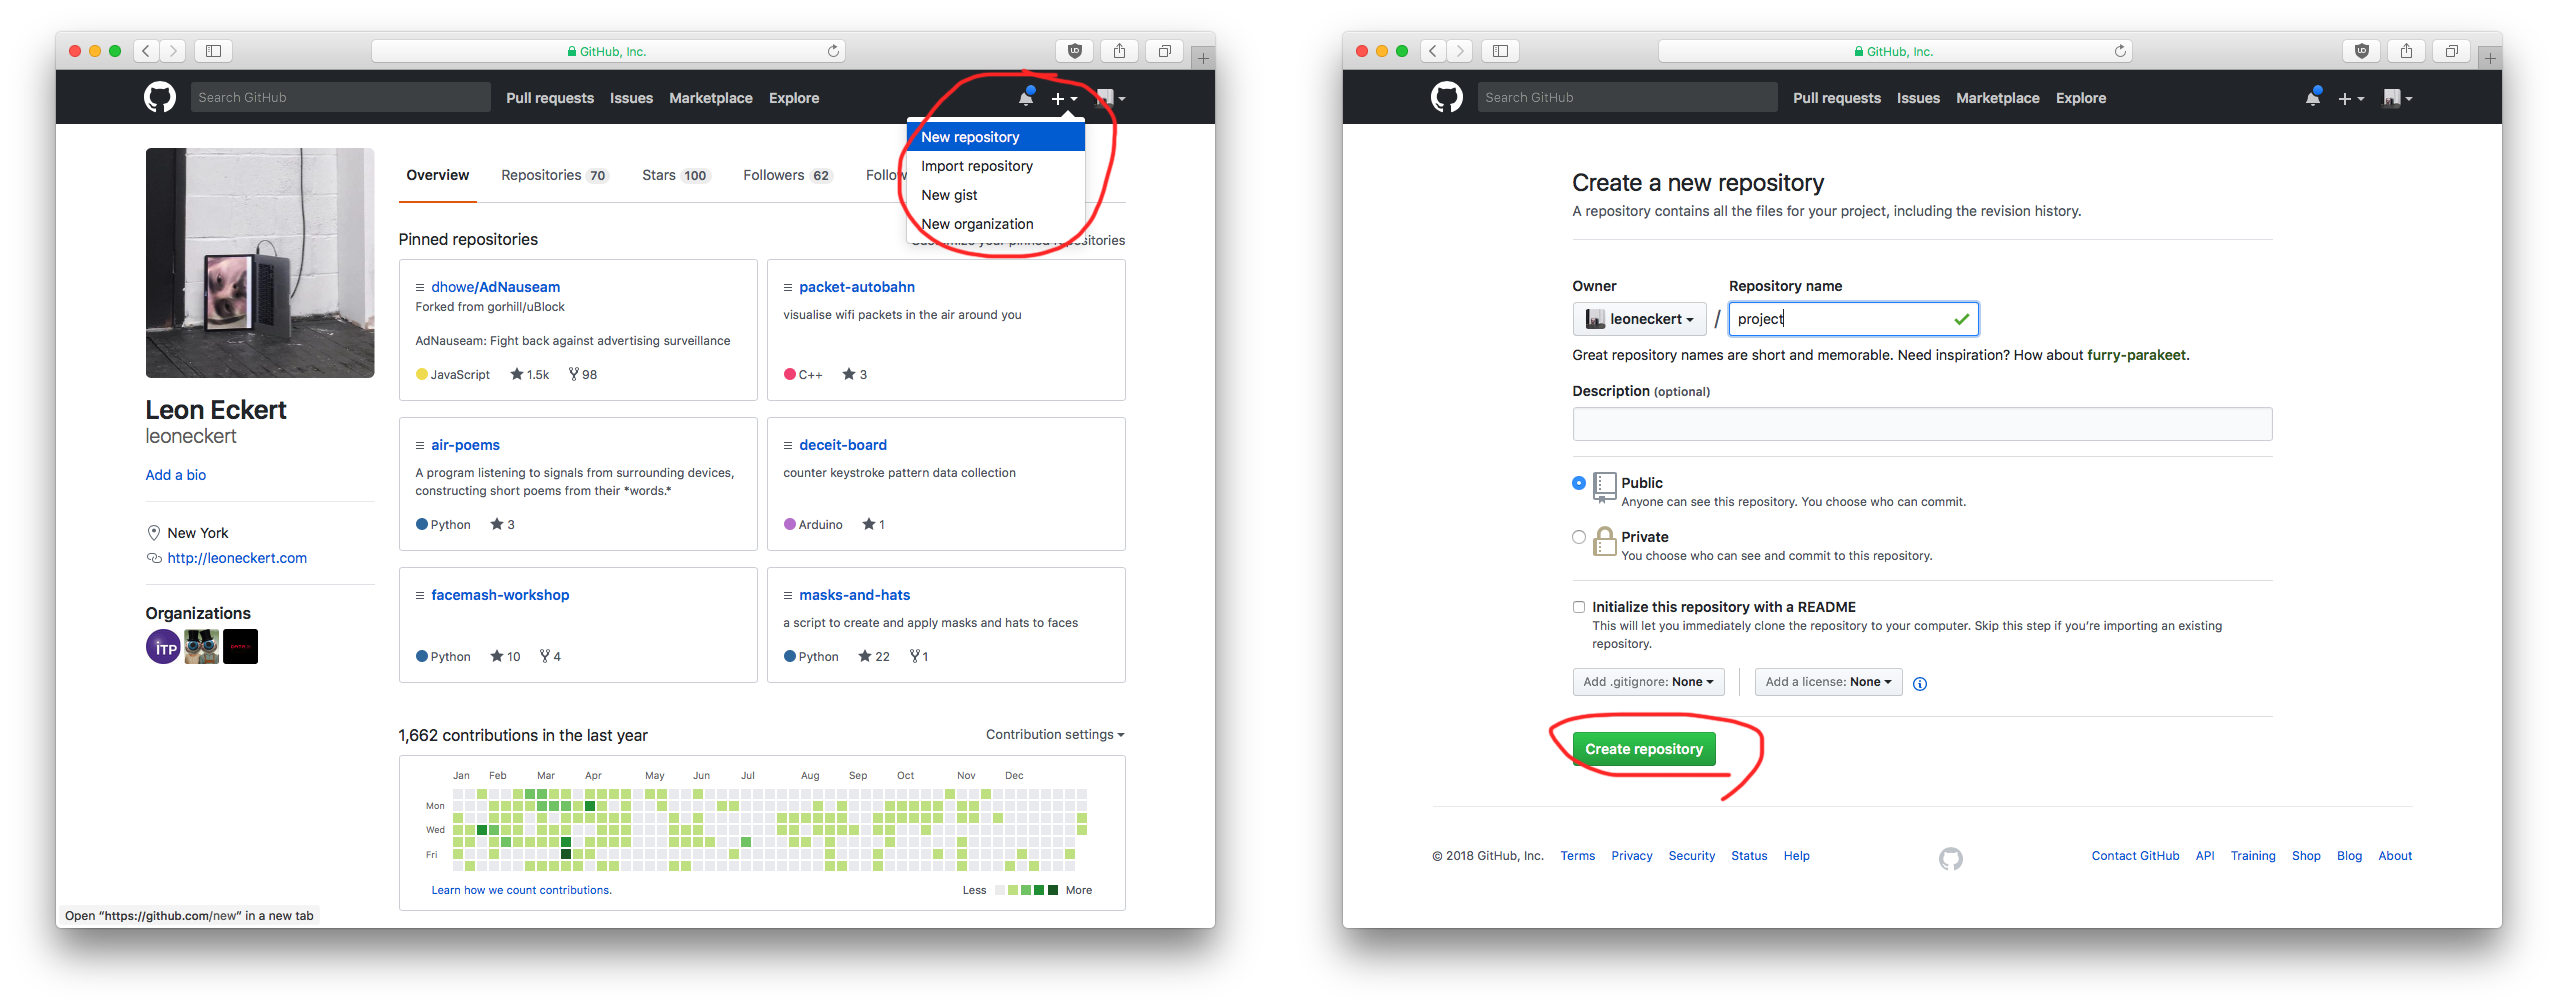 GitHub, Inc.
Search GitHub
Pull requests Issues Marketplace Explore
New repository
Import repository
New gist
New organization
Overview Repositories 70 Stars 100 Followers 62 Follow
Pinned repositories
Customize your pinned repositories
dhowe/AdNauseam
Forked from gorhill/uBlock
AdNauseam: Fight back against advertising surveillance
JavaScript 1.5k 98
packet-autobahn
visualise wifi packets in the air around you
C++ 3
Leon Eckert
leoneckert
Add a bio
New York
http://leoneckert.com
Organizations
iTP
air-poems
A program listening to signals from surrounding devices,
constructing short poems from their *words.*
Python 3
deceit-board
counter keystroke pattern data collection
Arduino 1
facemash-workshop
Python 10 4
masks-and-hats
a script to create and apply masks and hats to faces
Python 22 1
1,662 contributions in the last year
Contribution settings
Jan Feb Mar Apr May Jun Jul Aug Sep Oct Nov Dec
Mon
Wed
Fri
Learn how we count contributions.
Less More
Open “https://github.com/new” in a new tab
GitHub, Inc.
Search GitHub
Pull requests Issues Marketplace Explore
Create a new repository
A repository contains all the files for your project, including the revision history.
Owner Repository name
leoneckert / project
Great repository names are short and memorable. Need inspiration? How about furry-parakeet.
Description (optional)
Public
Anyone can see this repository. You choose who can commit.
Private
You choose who can see and commit to this repository.
Initialize this repository with a README
This will let you immediately clone the repository to your computer. Skip this step if you’re importing an existing
repository.
Add .gitignore: None Add a license: None
Create repository
© 2018 GitHub, Inc. Terms Privacy Security Status Help
Contact GitHub API Training Shop Blog About